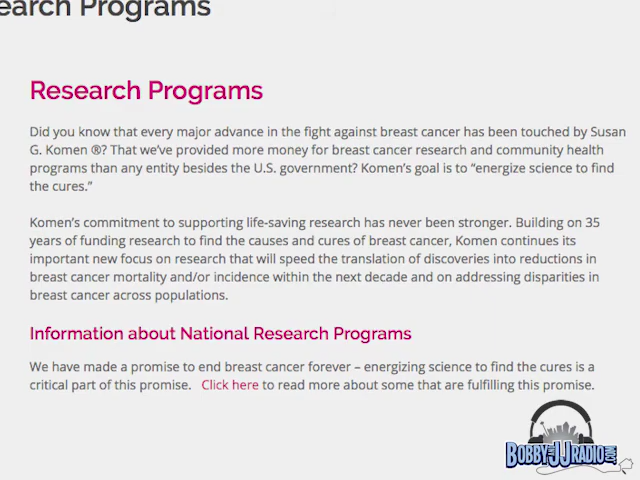 earch Programs
Research Programs
Did you know that every major advance in the fight against breast cancer has been touched by Susan
G. Komen ®? That we've provided more money for breast cancer research and community health
programs than any entity besides the U.S. government? Komen's goal is to “energize science to find
the cures.”
Komen's commitment to supporting life-saving research has never been stronger. Building on 35
years of funding research to find the causes and cures of breast cancer, Komen continues its
important new focus on research that will speed the translation of discoveries into reductions in
breast cancer mortality and/or incidence within the next decade and on addressing disparities in
breast cancer across populations.
Information about National Research Programs
We have made a promise to end breast cancer forever – energizing science to find the cures is a
critical part of this promise. Click here to read more about some that are fulfilling this promise.
BOBBYANDJJRADIO.COM